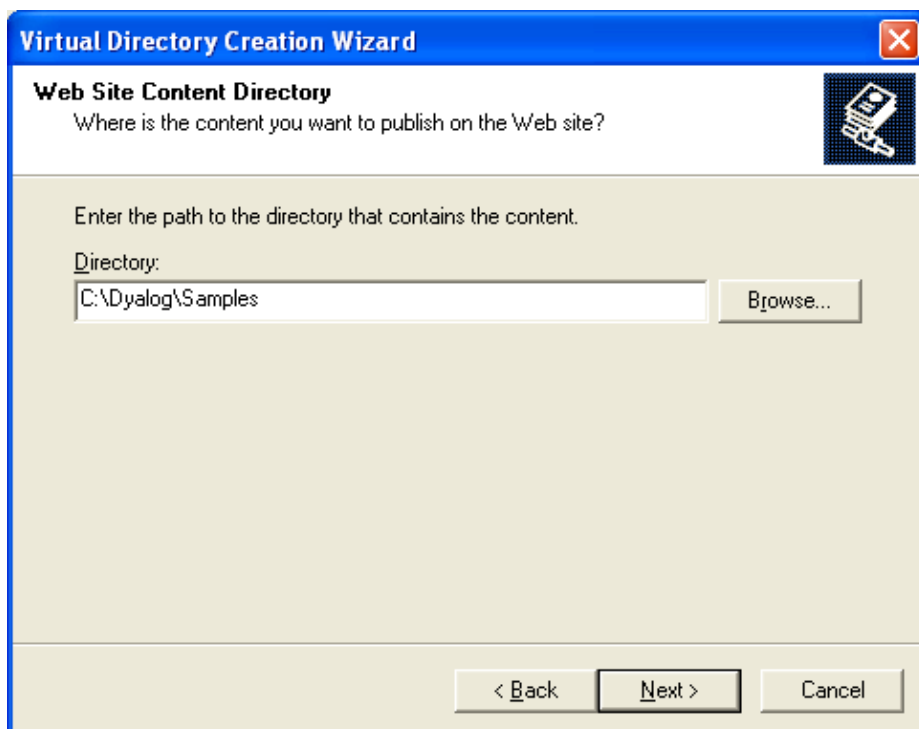 Virtual Directory Creation Wizard
Web Site Content Directory
Where is the content you want to publish on the Web site?
Enter the path to the directory that contains the content.
Directory:
C:\Dyalog\Samples
Browse...
< Back
Next >
Cancel